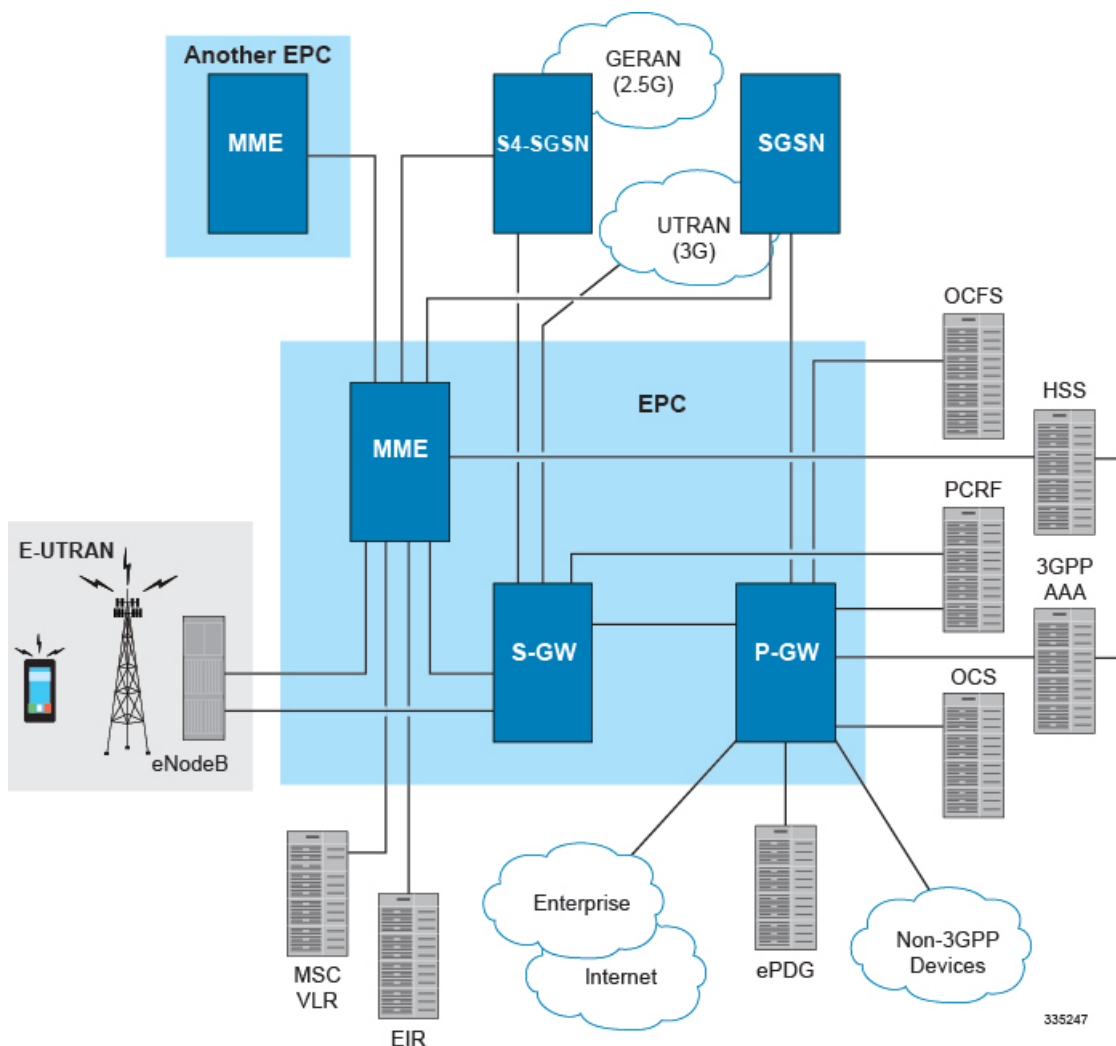 Another EPC
MME
GERAN
(2.5G)
S4-SGSN
SGSN
UTRAN
(3G)
OCFS
HSS
EPC
MME
PCRF
E-UTRAN
3GPP
AAA
S-GW
P-GW
OCS
eNodeB
Enterprise
Internet
ePDG
Non-3GPP
Devices
MSC
VLR
EIR
335247